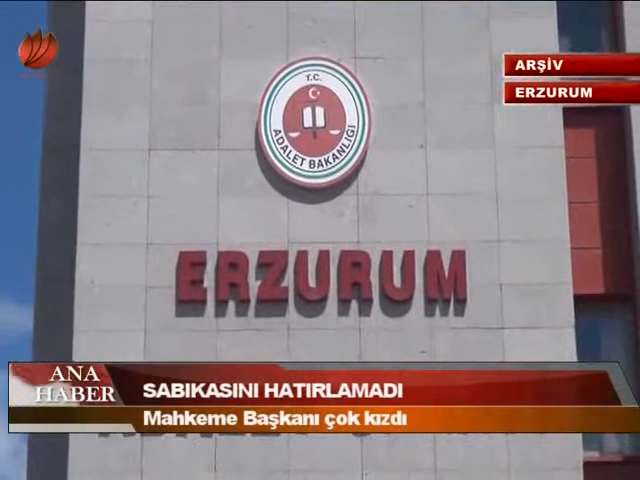 ARŞİV
ERZURUM
T.C.
ADALET BAKANLIĞI
ERZURUM
ANA HABER
SABIKASINI HATIRLAMADI
Mahkeme Başkanı çok kızdı